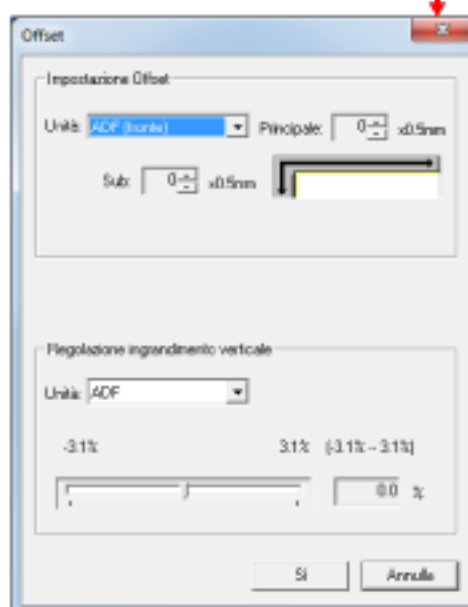 Offset
Impostazione Offset
Unità: ADF (fronte) Principale: 0 x0.5mm
Sub: 0 x0.5mm
Regolazione ingrandimento verticale
Unità: ADF
-3.1% 3.1% (-3.1% -- 3.1%)
0.0 %
Sì Annulla